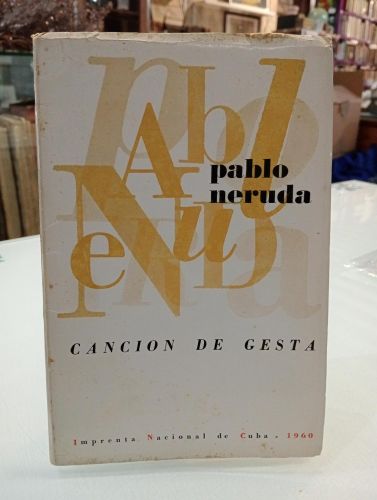 pablo
neruda
CANCION DE GESTA
Imprenta Nacional de Cuba, 1960